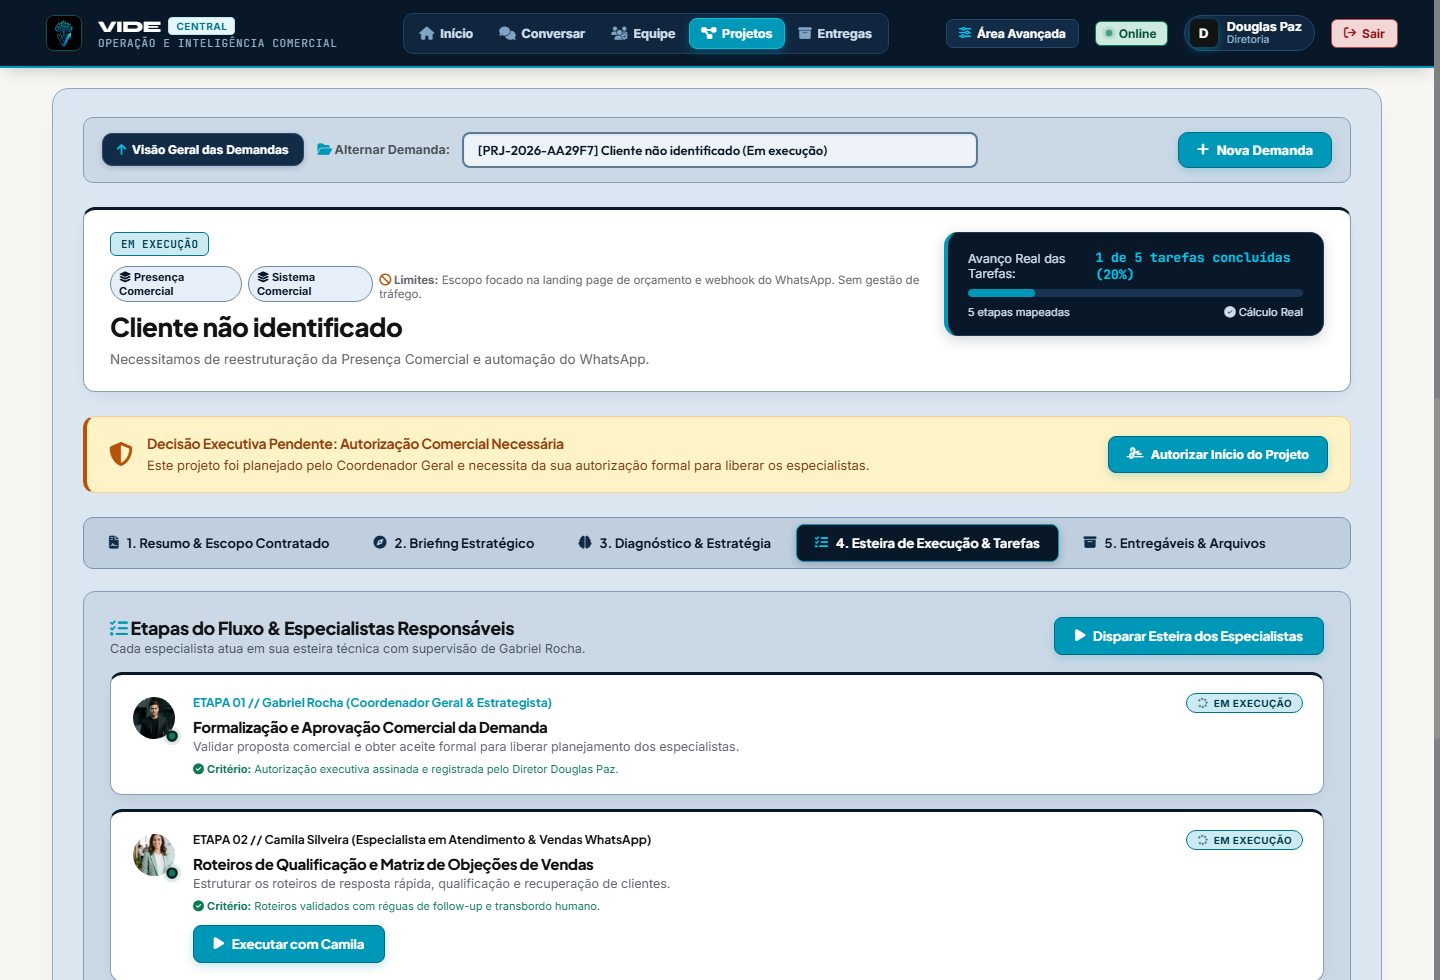 VIDE CENTRAL
OPERAÇÃO E INTELIGÊNCIA COMERCIAL
Início
Conversar
Equipe
Projetos
Entregas
Área Avançada
Online
D
Douglas Paz
Diretoria
Sair
Visão Geral das Demandas
Alternar Demanda:
[PRJ-2026-AA29F7] Cliente não identificado (Em execução)
Nova Demanda
EM EXECUÇÃO
Presença
Comercial
Sistema
Comercial
Limites: Escopo focado na landing page de orçamento e webhook do WhatsApp. Sem gestão de
tráfego.
Cliente não identificado
Necessitamos de reestruturação da Presença Comercial e automação do WhatsApp.
Avanço Real das
Tarefas:
1 de 5 tarefas concluídas
(20%)
5 etapas mapeadas
Cálculo Real
Decisão Executiva Pendente: Autorização Comercial Necessária
Este projeto foi planejado pelo Coordenador Geral e necessita da sua autorização formal para liberar os especialistas.
Autorizar Início do Projeto
1. Resumo & Escopo Contratado
2. Briefing Estratégico
3. Diagnóstico & Estratégia
4. Esteira de Execução & Tarefas
5. Entregáveis & Arquivos
Etapas do Fluxo & Especialistas Responsáveis
Cada especialista atua em sua esteira técnica com supervisão de Gabriel Rocha.
Disparar Esteira dos Especialistas
ETAPA 01 // Gabriel Rocha (Coordenador Geral & Estrategista)
EM EXECUÇÃO
Formalização e Aprovação Comercial da Demanda
Validar proposta comercial e obter aceite formal para liberar planejamento dos especialistas.
Critério: Autorização executiva assinada e registrada pelo Diretor Douglas Paz.
ETAPA 02 // Camila Silveira (Especialista em Atendimento & Vendas WhatsApp)
EM EXECUÇÃO
Roteiros de Qualificação e Matriz de Objeções de Vendas
Estruturar os roteiros de resposta rápida, qualificação e recuperação de clientes.
Critério: Roteiros validados com réguas de follow-up e transbordo humano.
Executar com Camila